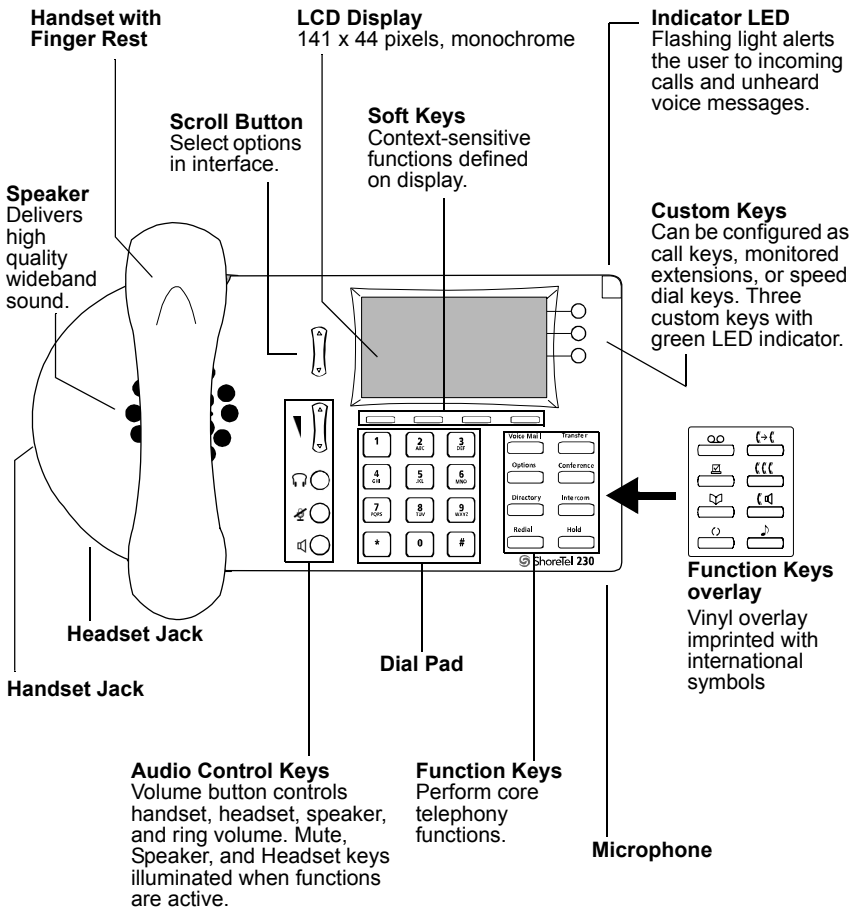 Handset with
Finger Rest
LCD Display
141 x 44 pixels, monochrome
Indicator LED
Flashing light alerts
the user to incoming
calls and unheard
voice messages.
Scroll Button
Select options
in interface.
Soft Keys
Context-sensitive
functions defined
on display.
Speaker
Delivers
high
quality
wideband
sound.
Custom Keys
Can be configured as
call keys, monitored
extensions, or speed
dial keys. Three
custom keys with
green LED indicator.
1
2
ABC
3
DEF
4
GHI
5
JKL
6
MNO
7
PQRS
8
TUV
9
WXYZ
*
0
#
Voice Mail
Transfer
Options
Conference
Directory
Intercom
Redial
Hold
ShoreTel 230
Function Keys
overlay
Vinyl overlay
imprinted with
international
symbols
Headset Jack
Handset Jack
Dial Pad
Audio Control Keys
Volume button controls
handset, headset, speaker,
and ring volume. Mute,
Speaker, and Headset keys
illuminated when functions
are active.
Function Keys
Perform core
telephony
functions.
Microphone